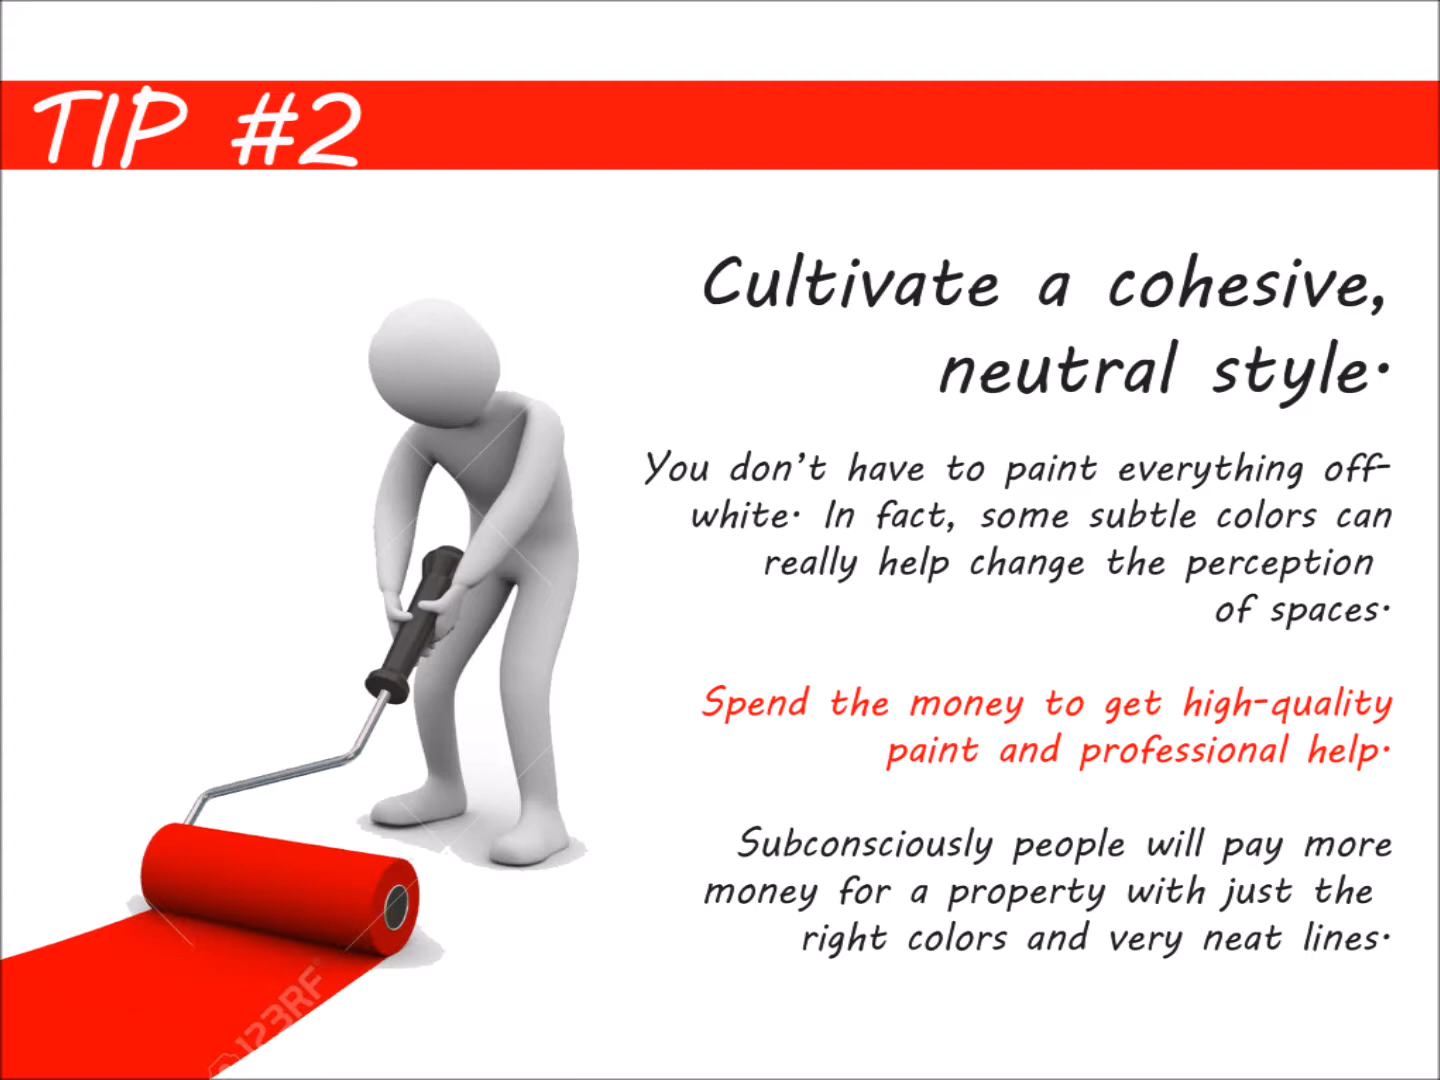 TIP #2
Cultivate a cohesive,
neutral style.
You don't have to paint everything off-
white. In fact, some subtle colors can
really help change the perception
of spaces.
Spend the money to get high-quality
paint and professional help.
Subconsciously people will pay more
money for a property with just the
right colors and very neat lines.
©123RF